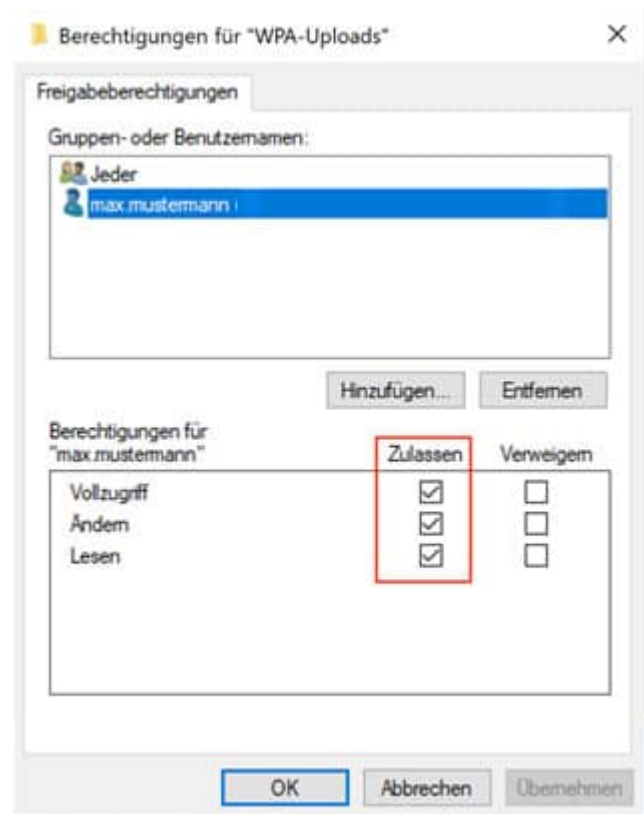 Berechtigungen für "WPA-Uploads"
Freigabeberechtigungen
Gruppen- oder Benutzernamen:
Jeder
max.mustermann
Hinzufügen... Entfernen
Berechtigungen für
"max.mustermann" Zulassen Verweigern
Vollzugriff
Ändern
Lesen
OK Abbrechen Übernehmen